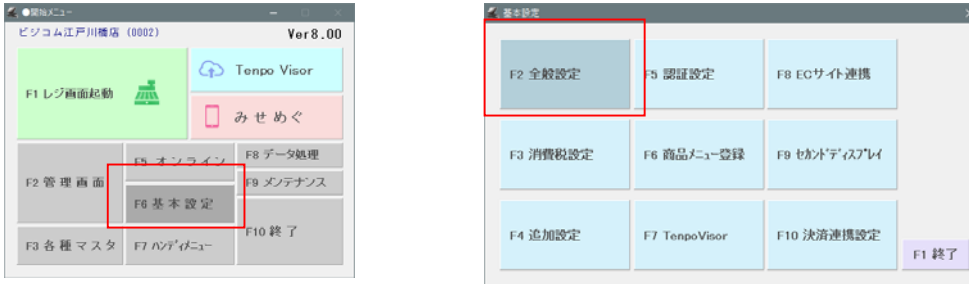 ●開始メニュー
ビジコム江戸川橋店 (0002) Ver8.00
F1 レジ画面起動
Tenpo Visor
みせめぐ
F2 管理画面
F5 オンライン
F8 データ処理
F6 基本設定
F9 メンテナンス
F3 各種マスタ
F7 ハンディメニュー
F10 終了
基本設定
F2 全般設定
F5 認証設定
F8 ECサイト連携
F3 消費税設定
F6 商品メニュー登録
F9 セカンドディスプレイ
F4 追加設定
F7 TenpoVisor
F10 決済連携設定
F1 終了